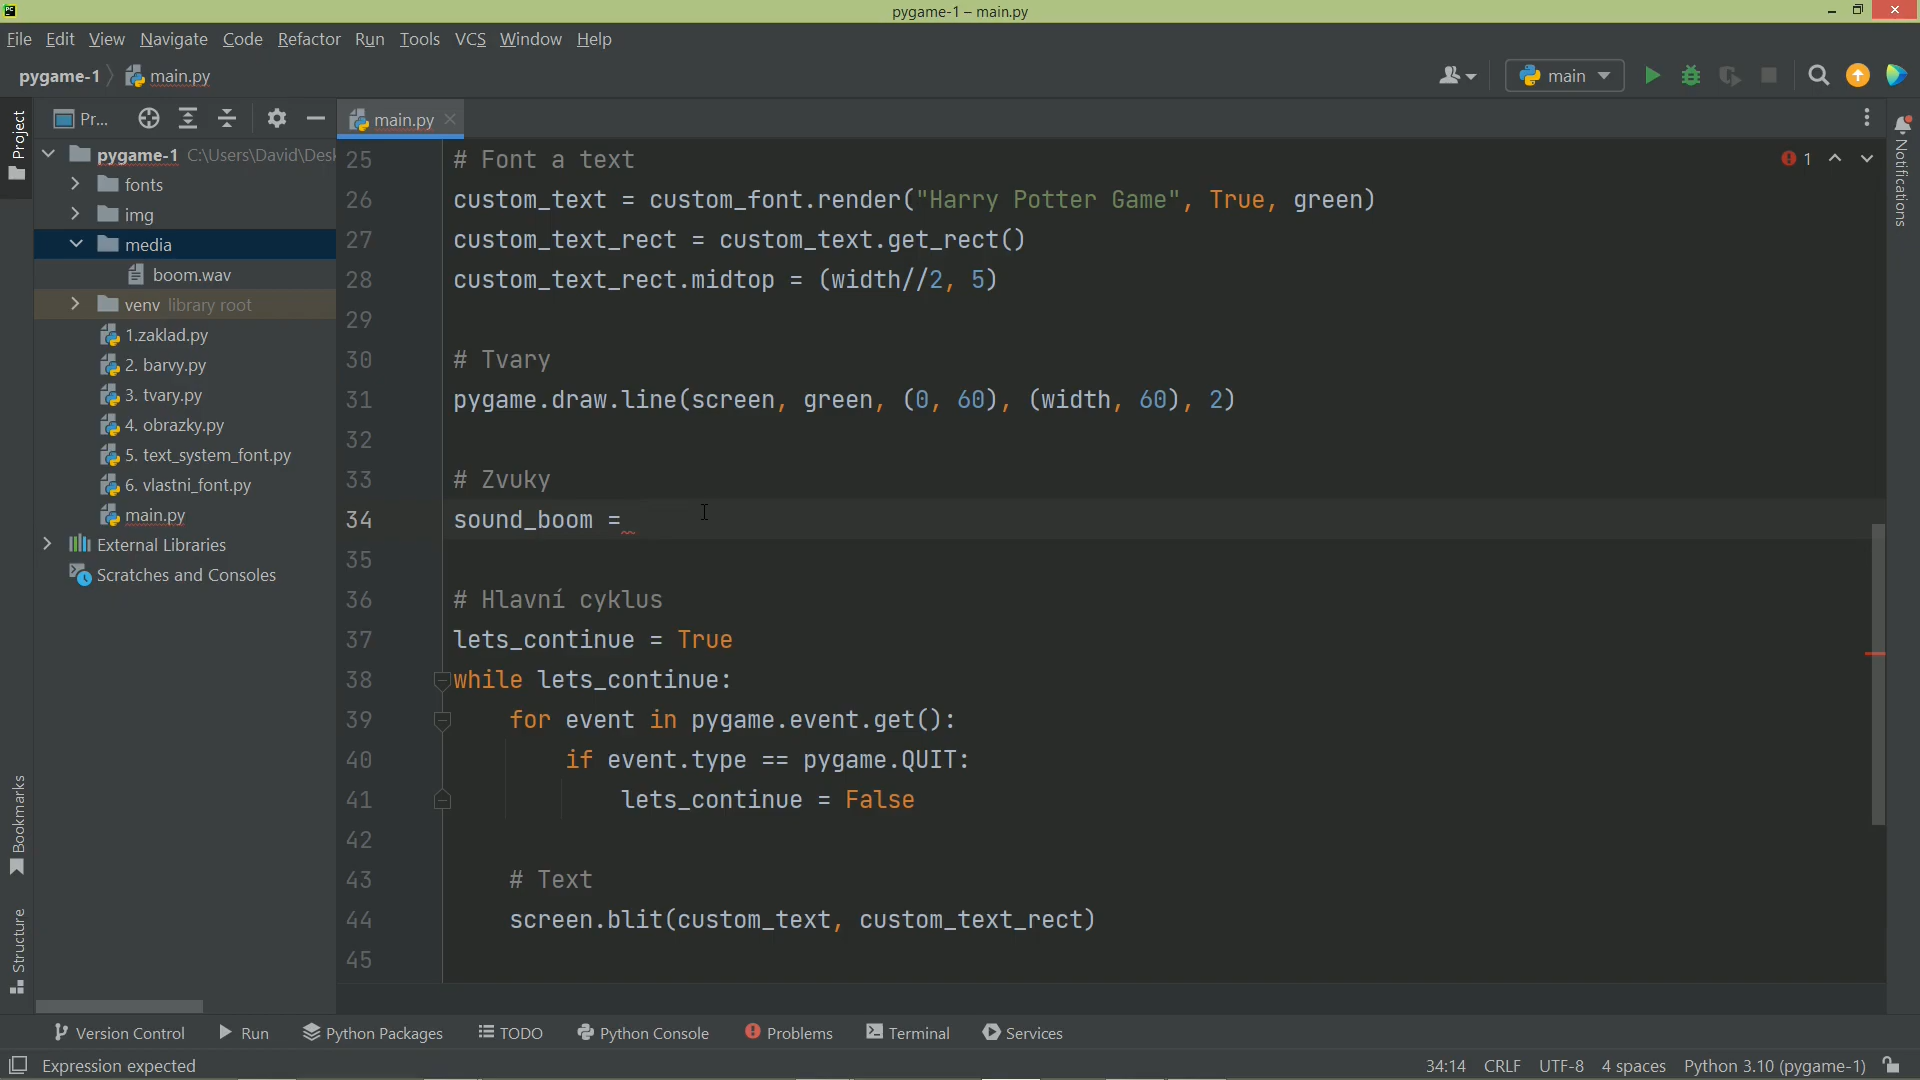 PC
pygame-1 – main.py
File Edit View Navigate Code Refactor Run Tools VCS Window Help
pygame-1 main.py
main
Project
Pr...
main.py
pygame-1 C:\Users\David\Desk
fonts
img
media
boom.wav
venv library root
1.zaklad.py
2. barvy.py
3. tvary.py
4. obrazky.py
5. text_system_font.py
6. vlastni_font.py
main.py
External Libraries
Scratches and Consoles
1
Notifications
25 # Font a text
26 custom_text = custom_font.render("Harry Potter Game", True, green)
27 custom_text_rect = custom_text.get_rect()
28 custom_text_rect.midtop = (width//2, 5)
29
30 # Tvary
31 pygame.draw.line(screen, green, (0, 60), (width, 60), 2)
32
33 # Zvuky
34 sound_boom =
35
36 # Hlavní cyklus
37 lets_continue = True
38 while lets_continue:
39 for event in pygame.event.get():
40 if event.type == pygame.QUIT:
41 lets_continue = False
42
43 # Text
44 screen.blit(custom_text, custom_text_rect)
45
Bookmarks
Structure
Version Control Run Python Packages TODO Python Console Problems Terminal Services
Expression expected 34:14 CRLF UTF-8 4 spaces Python 3.10 (pygame-1)